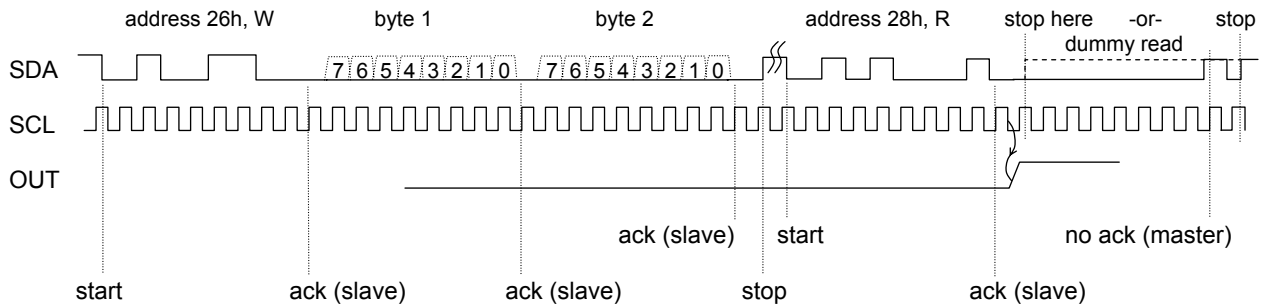 address 26h, W byte 1 byte 2 address 28h, R stop here -or- stop
dummy read
SDA 7 6 5 4 3 2 1 0 7 6 5 4 3 2 1 0
SCL
OUT
ack (slave) start no ack (master)
start ack (slave) ack (slave) stop ack (slave)